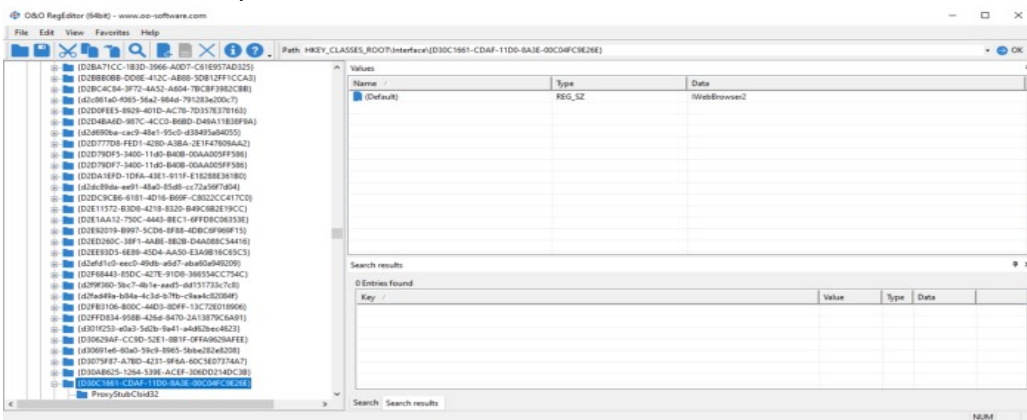 O&O RegEditor (64bit) - www.oo-software.com
File Edit View Favorites Help
Path HKEY_CLASSES_ROOT\Interface\{D30C1661-CDAF-11D0-8A3E-00C04FC9E26E} OK
{D2BA71CC-1B3D-3966-A0D7-C61E957AD325}
{D2BBB0BB-DD8E-412C-AB88-5DB12FF1CCA3}
{D2BC4C84-3F72-4A52-A604-7BCBF3982CBB}
{d2c861a0-f065-56a2-984d-791283e200c7}
{D2D0FEE5-8929-401D-AC78-7D357E378163}
{D2D4BA6D-987C-4CC0-B6BD-D49A11B38F9A}
{d2d690ba-cac9-48e1-95c0-d38495a84055}
{D2D777D8-FED1-4280-A3BA-2E1F47609AA2}
{D2D79DF5-3400-11d0-B40B-00AA005FF586}
{D2D79DF7-3400-11d0-B40B-00AA005FF586}
{D2DA1EFD-1DFA-43E1-911F-E18288E361B0}
{d2dc89da-ee91-48a0-85d8-cc72a56f7d04}
{D2DC9CB6-6181-4D16-B69F-C8022CC417C0}
{D2E11572-B3D8-4218-8320-B49C6B2E19CC}
{D2E1AA12-750C-4443-BEC1-6FFD8C06353E}
{D2E92019-B997-5CD6-8F88-4DBC6F969F15}
{D2ED260C-38F1-4ABE-8B2B-D4A088C54416}
{D2EE93D5-6E89-45D4-AA50-E3A9B16C65C5}
{d2efd1c0-eec0-49db-a6d7-aba60a949209}
{D2F68443-85DC-427E-91D8-366554CC754C}
{d2f9f360-5bc7-4b1e-aad5-dd151733c7c8}
{d2fad49a-b84a-4c3d-b7fb-c9aa4c82084f}
{D2FB3106-800C-44D3-8DFF-13C72E018906}
{D2FFD834-958B-426d-8470-2A13879C6A91}
{d301f253-e0a3-5d2b-9a41-a4d62bec4623}
{D30629AF-CC9D-52E1-8B1F-0FFA9629AFEE}
{d30691e6-60a0-59c9-8965-5bbe282e8208}
{D3075F87-A7BD-4231-9F6A-60C5E07374A7}
{D30AB625-1264-539E-ACEF-306DD214DC3B}
{D30C1661-CDAF-11D0-8A3E-00C04FC9E26E}
ProxyStubClsid32
Values
Name Type Data
(Default) REG_SZ IWebBrowser2
Search results
0 Entries found
Key Value Type Data
Search Search results
NUM